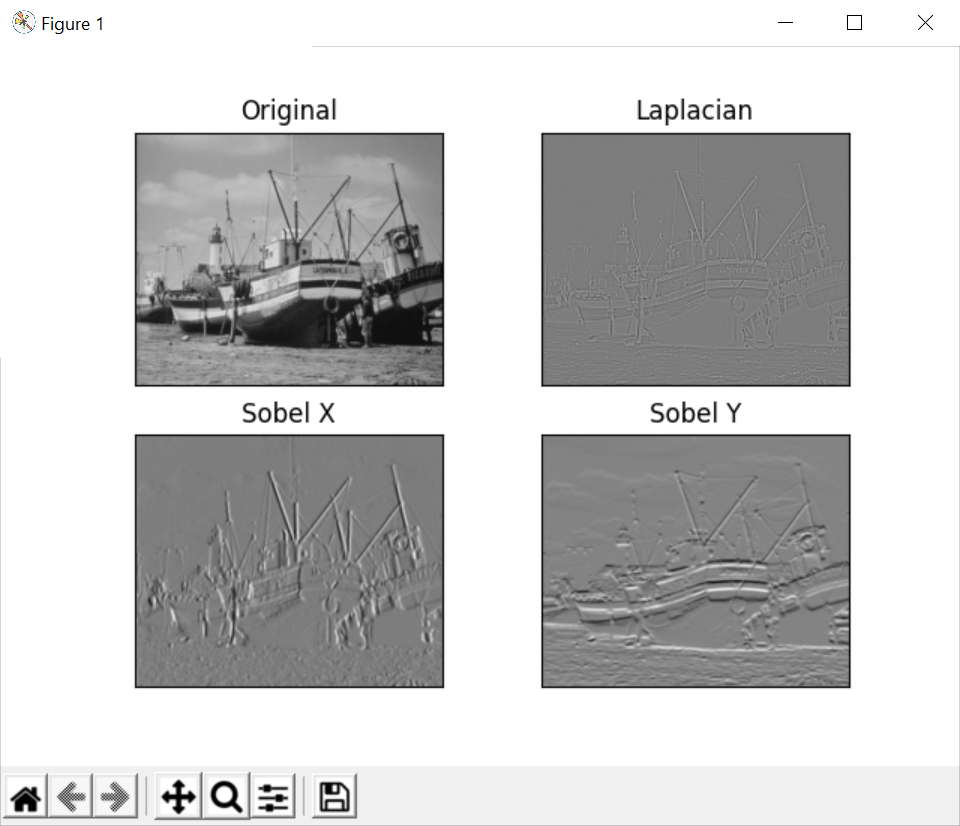 Figure 1
Original
Laplacian
Sobel X
Sobel Y